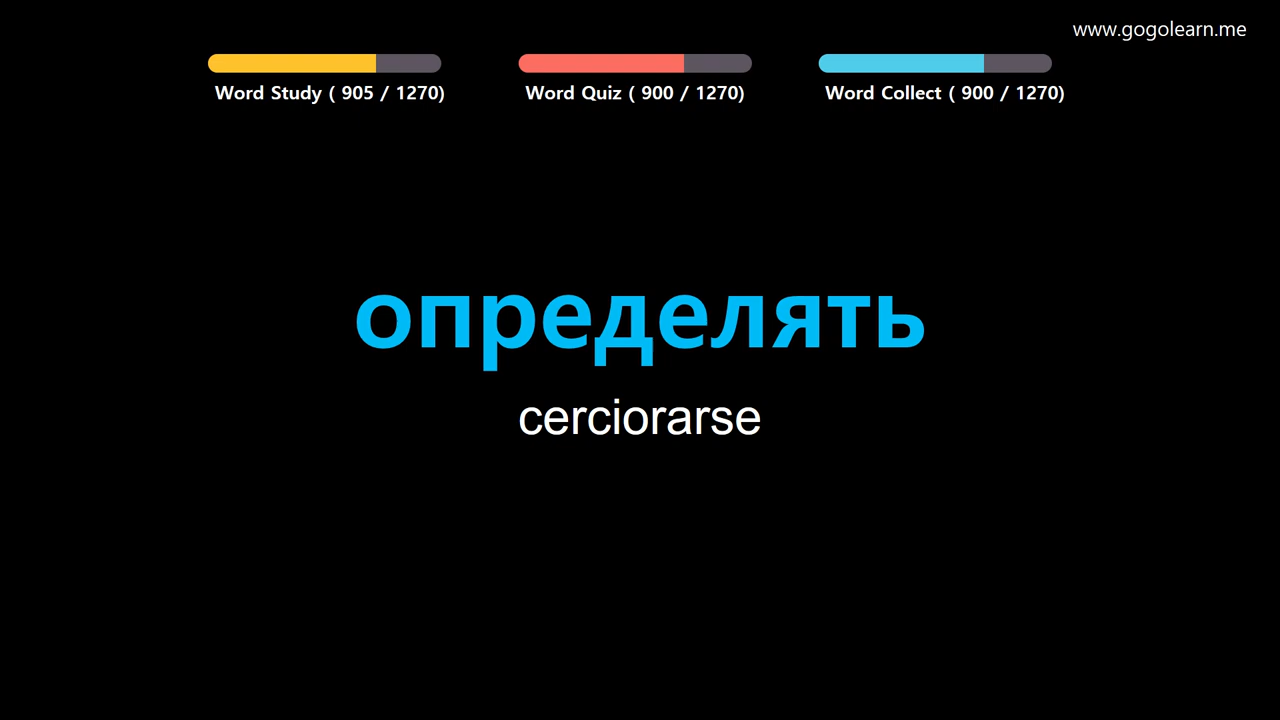 www.gogolearn.me
Word Study ( 905 / 1270)
Word Quiz ( 900 / 1270)
Word Collect ( 900 / 1270)
определять
cerciorarse